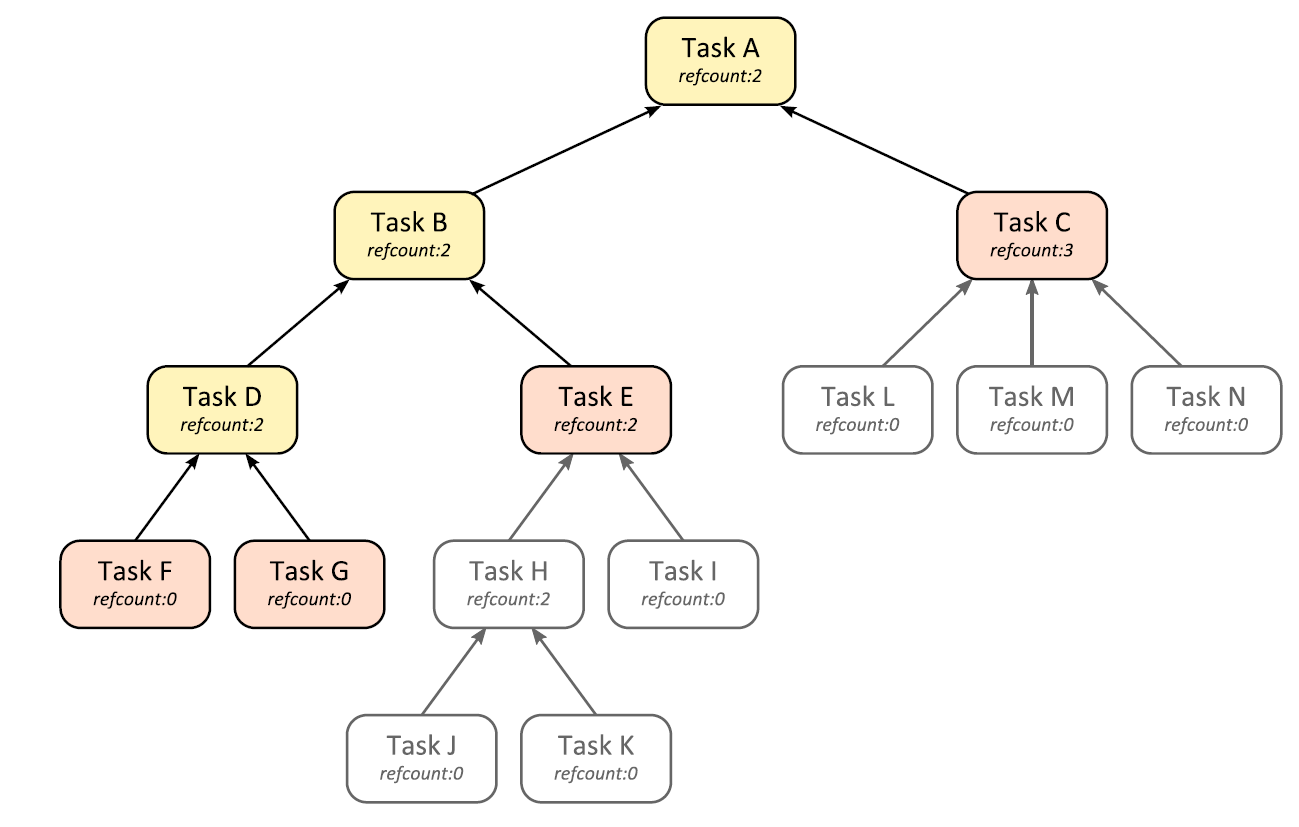 Task A
refcount:2
Task B
refcount:2
Task C
refcount:3
Task D
refcount:2
Task E
refcount:2
Task L
refcount:0
Task M
refcount:0
Task N
refcount:0
Task F
refcount:0
Task G
refcount:0
Task H
refcount:2
Task I
refcount:0
Task J
refcount:0
Task K
refcount:0